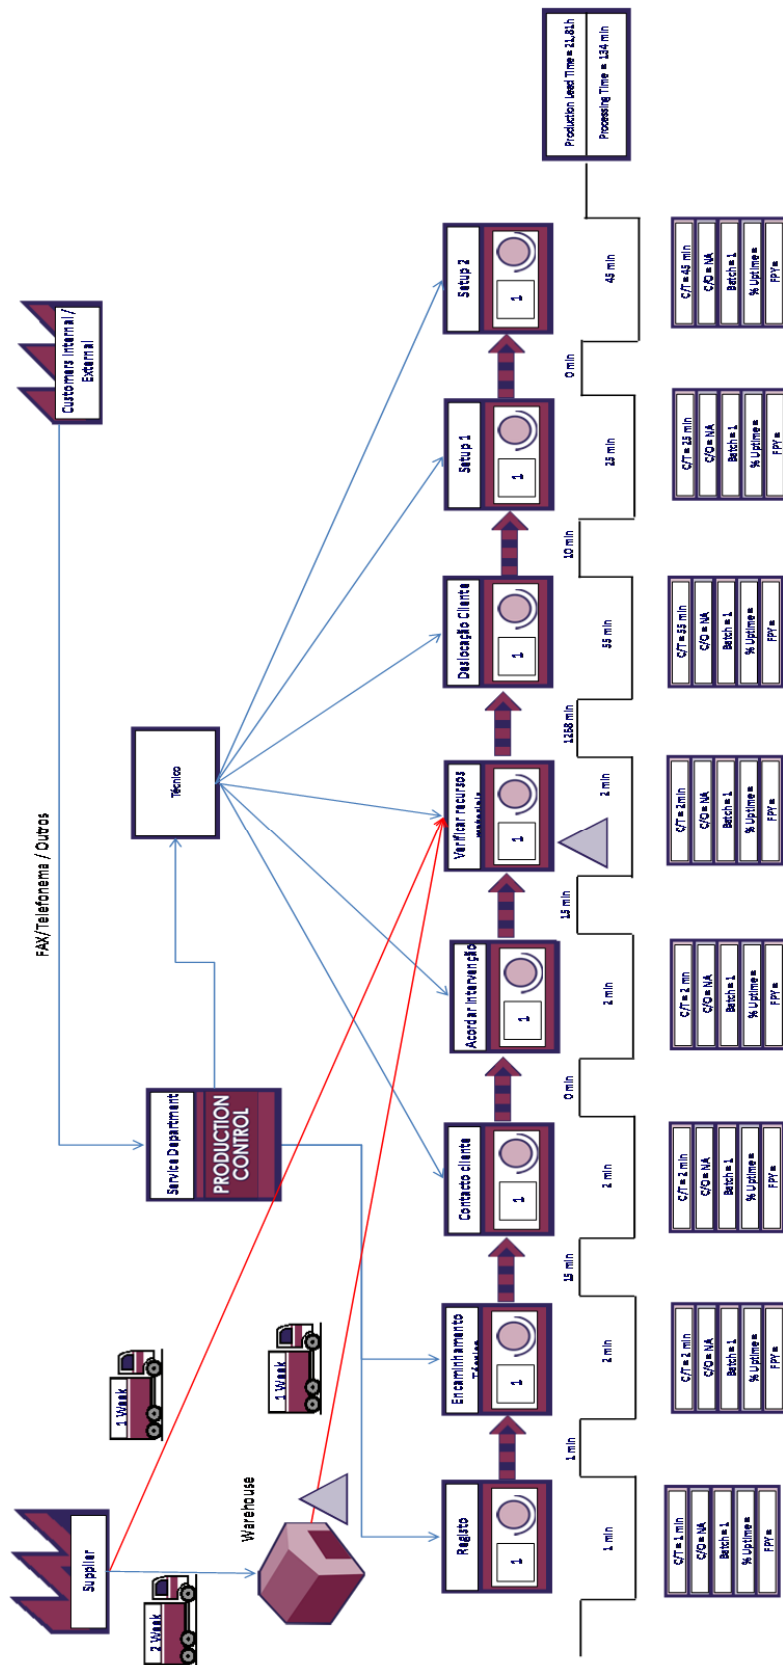 Supplier
2 Week
1 Week
1 Week
Warehouse
FAX/Telefonema / Outros
Service Department
PRODUCTION
CONTROL
Técnico
Customers Internal/
External
Registo
1
Encaminhamento
Técnico
1
Contacto cliente
1
Acordar Intervenção
1
Verificar recursos
materiais
1
Deslocação Cliente
1
Setup 1
1
Setup 2
1
1 min
1 min
2 min
15 min
2 min
0 min
2 min
15 min
2 min
1268 min
55 min
10 min
25 min
0 min
45 min
Production Lead Time = 21,81h
Processing Time = 134 min
C/T = 1 min
C/O = NA
Batch = 1
% Uptime =
FPY =
C/T = 2 min
C/O = NA
Batch = 1
% Uptime =
FPY =
C/T = 2 min
C/O = NA
Batch = 1
% Uptime =
FPY =
C/T = 2 mn
C/O = NA
Batch = 1
% Uptime =
FPY =
C/T = 2min
C/O = NA
Batch = 1
% Uptime =
FPY =
C/T = 55 min
C/O = NA
Batch = 1
% Uptime =
FPY =
C/T = 25 min
C/O = NA
Batch = 1
% Uptime =
FPY =
C/T = 45 min
C/O = NA
Batch = 1
% Uptime =
FPY =